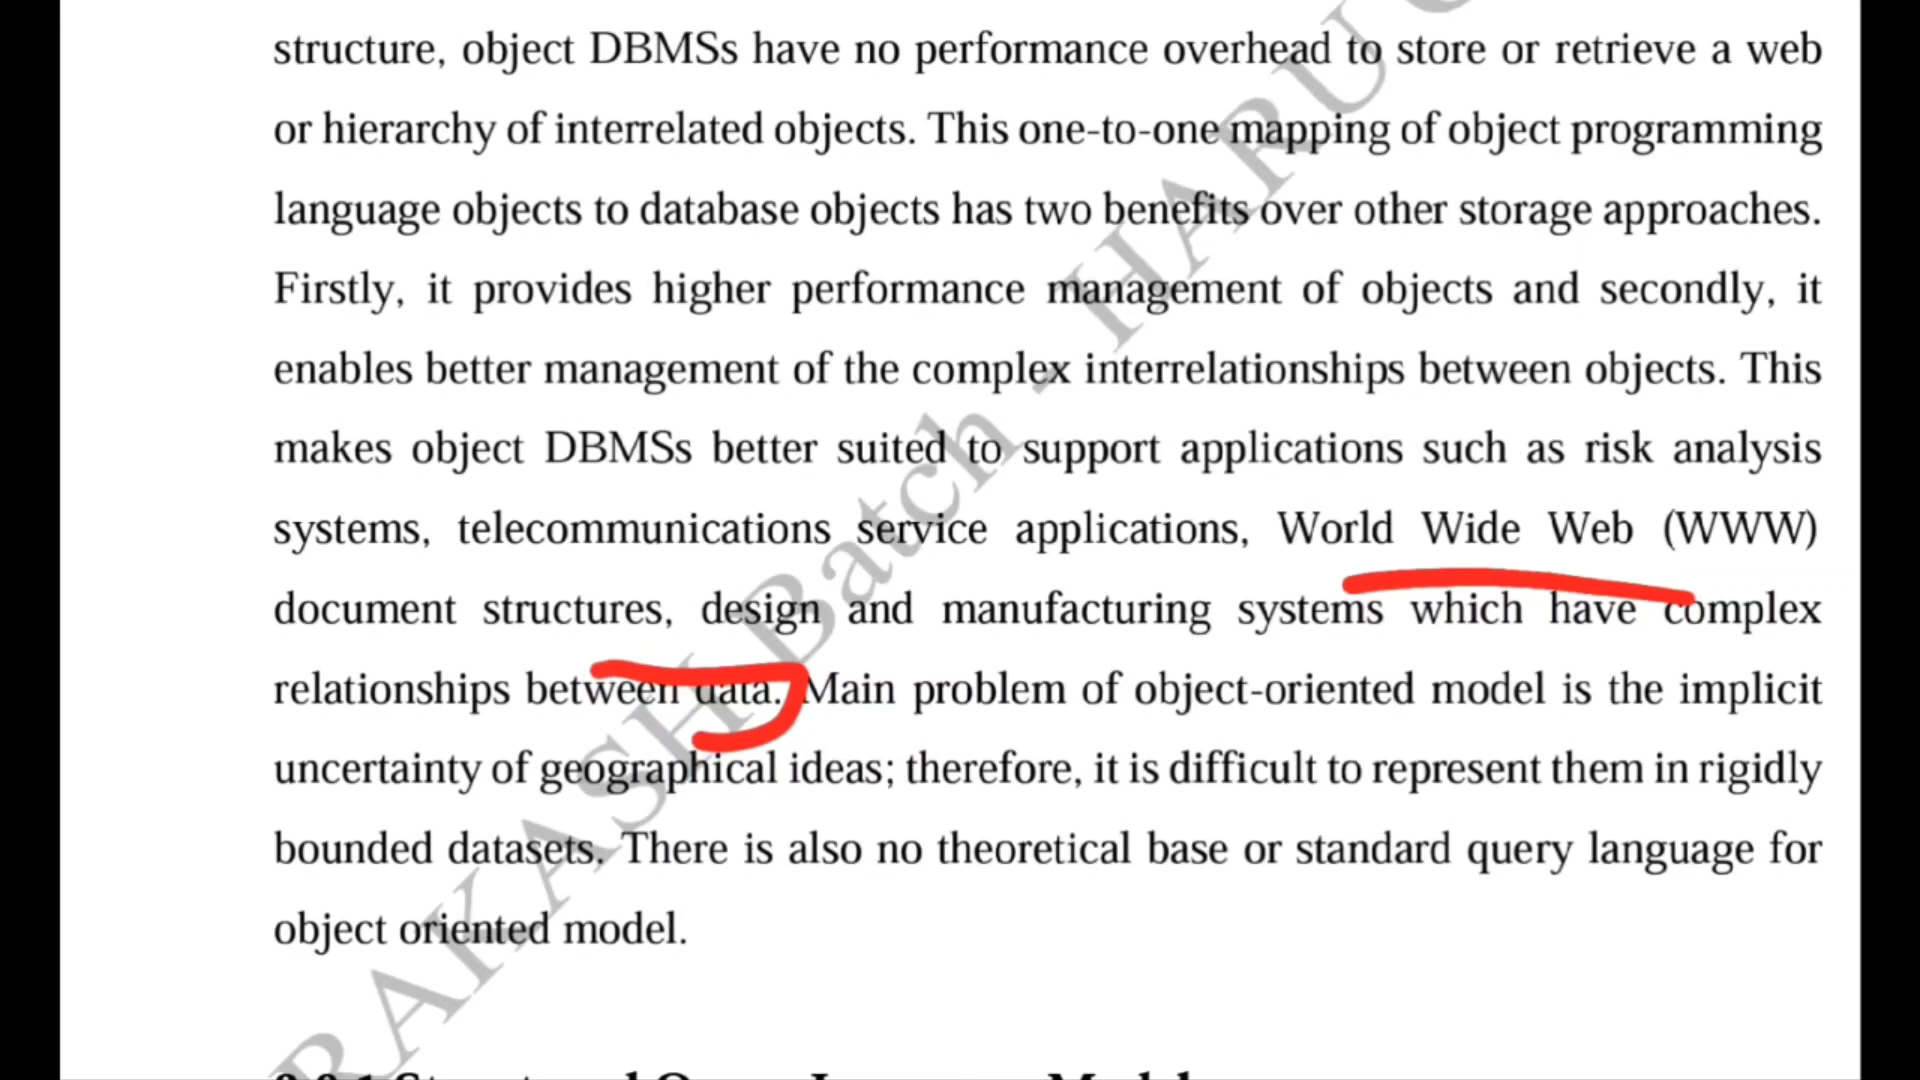 structure, object DBMSs have no performance overhead to store or retrieve a web
or hierarchy of interrelated objects. This one-to-one mapping of object programming
language objects to database objects has two benefits over other storage approaches.
Firstly, it provides higher performance management of objects and secondly, it
enables better management of the complex interrelationships between objects. This
makes object DBMSs better suited to support applications such as risk analysis
systems, telecommunications service applications, World Wide Web (WWW)
document structures, design and manufacturing systems which have complex
relationships between data. Main problem of object-oriented model is the implicit
uncertainty of geographical ideas; therefore, it is difficult to represent them in rigidly
bounded datasets. There is also no theoretical base or standard query language for
object oriented model.
RAKASH Batch - HARU